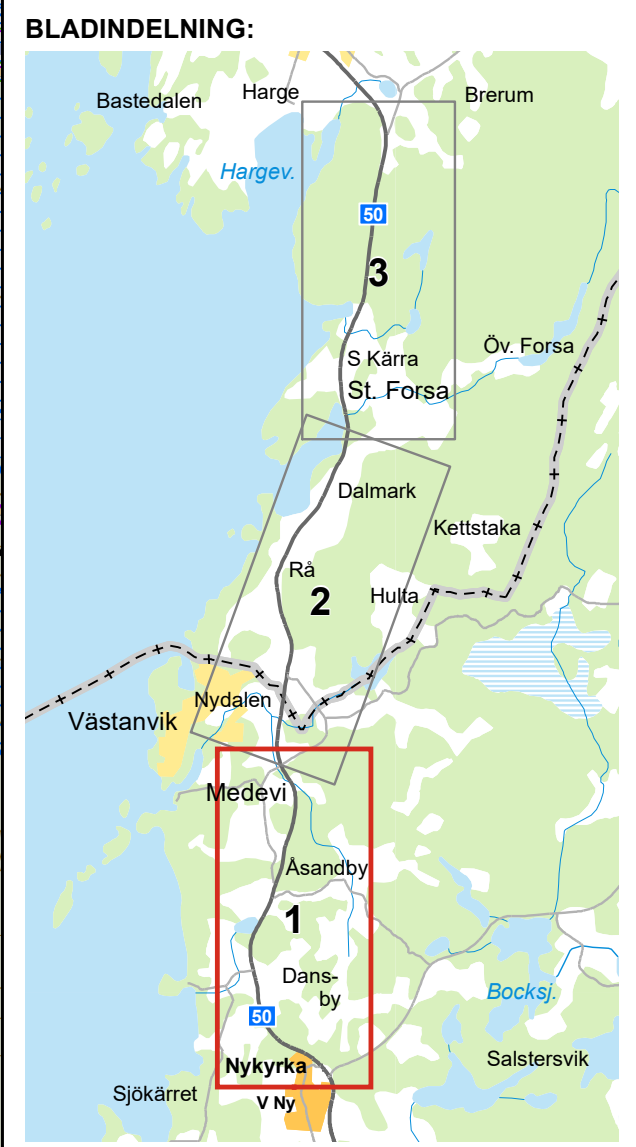 BLADINDELNING:
Bastedalen
Harge
Brerum
Hargev.
50
3
S Kärra
Öv. Forsa
St. Forsa
Dalmark
Kettstaka
Rå
2
Hulta
Nydalen
Västanvik
Medevi
Åsandby
1
Dans-
by
Bocksj.
50
Salstersvik
Nykyrka
Sjökärret
V Ny